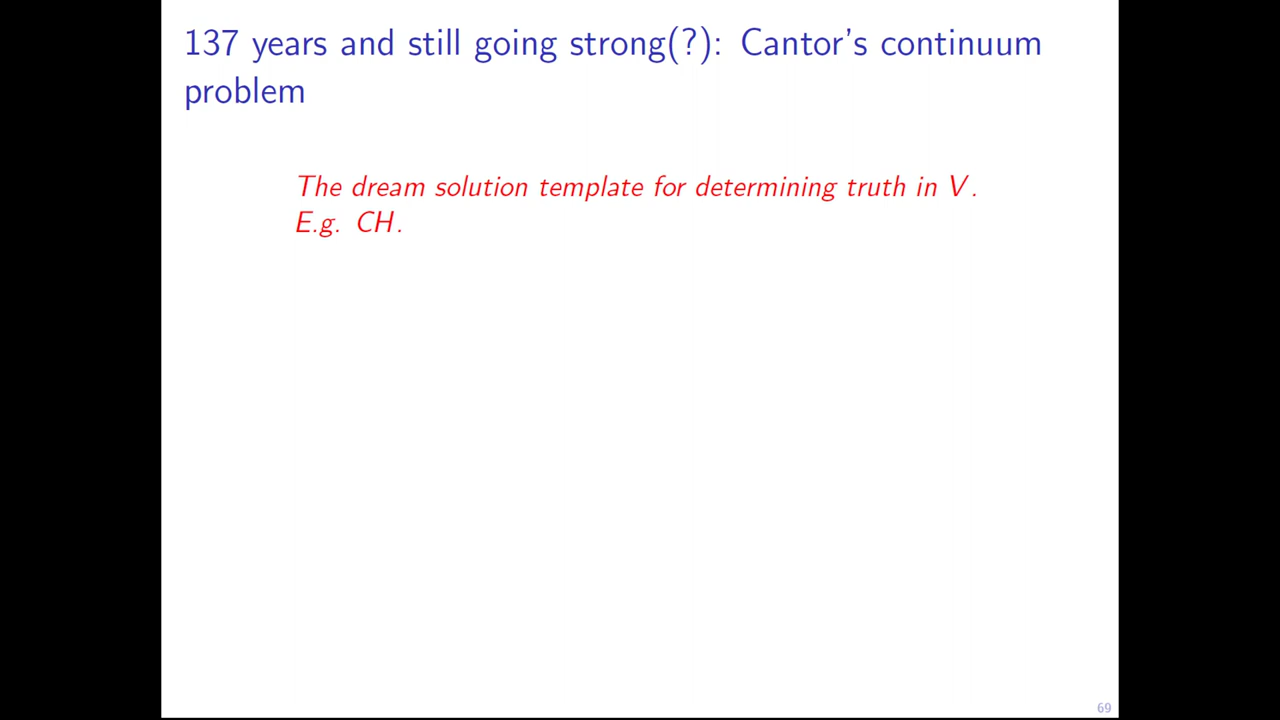 137 years and still going strong(?): Cantor's continuum
problem
The dream solution template for determining truth in V.
E.g. CH.
69